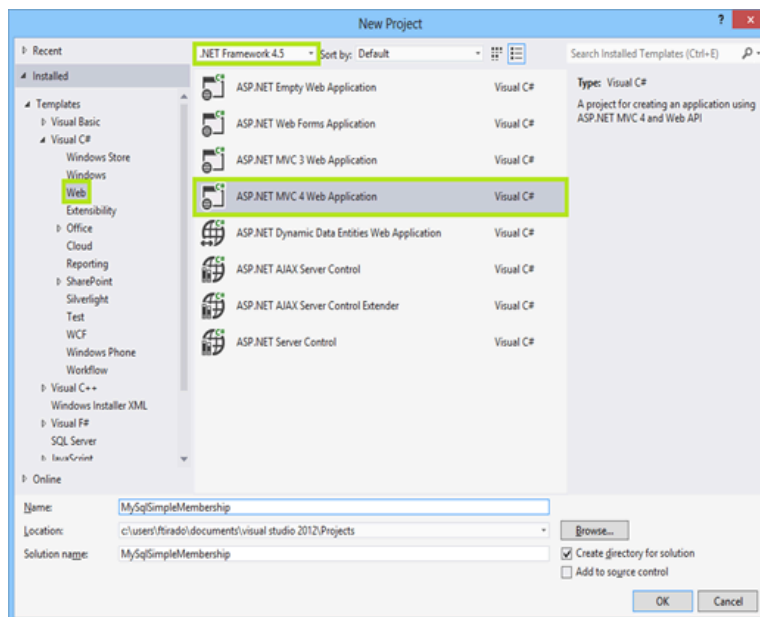 New Project
? x
Recent
.NET Framework 4.5 Sort by: Default
Search Installed Templates (Ctrl+E)
Installed
Templates
Visual Basic
Visual C#
Windows Store
Windows
Web
Extensibility
Office
Cloud
Reporting
SharePoint
Silverlight
Test
WCF
Windows Phone
Workflow
Visual C++
Windows Installer XML
Visual F#
SQL Server
JavaScript
Online
ASP.NET Empty Web Application Visual C#
ASP.NET Web Forms Application Visual C#
ASP.NET MVC 3 Web Application Visual C#
ASP.NET MVC 4 Web Application Visual C#
ASP.NET Dynamic Data Entities Web Application Visual C#
ASP.NET AJAX Server Control Visual C#
ASP.NET AJAX Server Control Extender Visual C#
ASP.NET Server Control Visual C#
Type: Visual C#
A project for creating an application using
ASP.NET MVC 4 and Web API
Name: MySqlSimpleMembership
Location: c:\users\ftirado\documents\visual studio 2012\Projects
Browse...
Solution name: MySqlSimpleMembership
Create directory for solution
Add to source control
OK Cancel